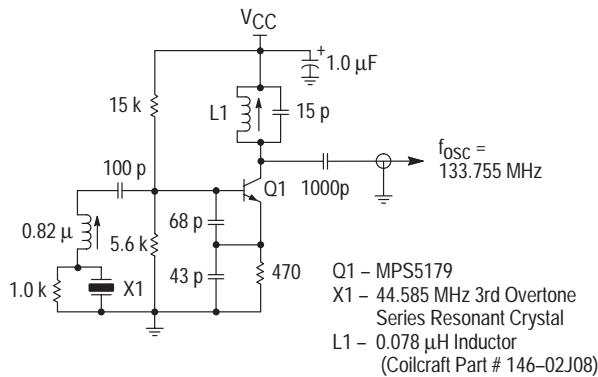 VCC
+
1.0 μF
15 k
L1
15 p
fosc =
133.755 MHz
100 p
Q1
1000p
0.82 μ
68 p
5.6 k
43 p
470
1.0 k
X1
Q1 – MPS5179
X1 – 44.585 MHz 3rd Overtone
Series Resonant Crystal
L1 – 0.078 μH Inductor
(Coilcraft Part # 146–02J08)